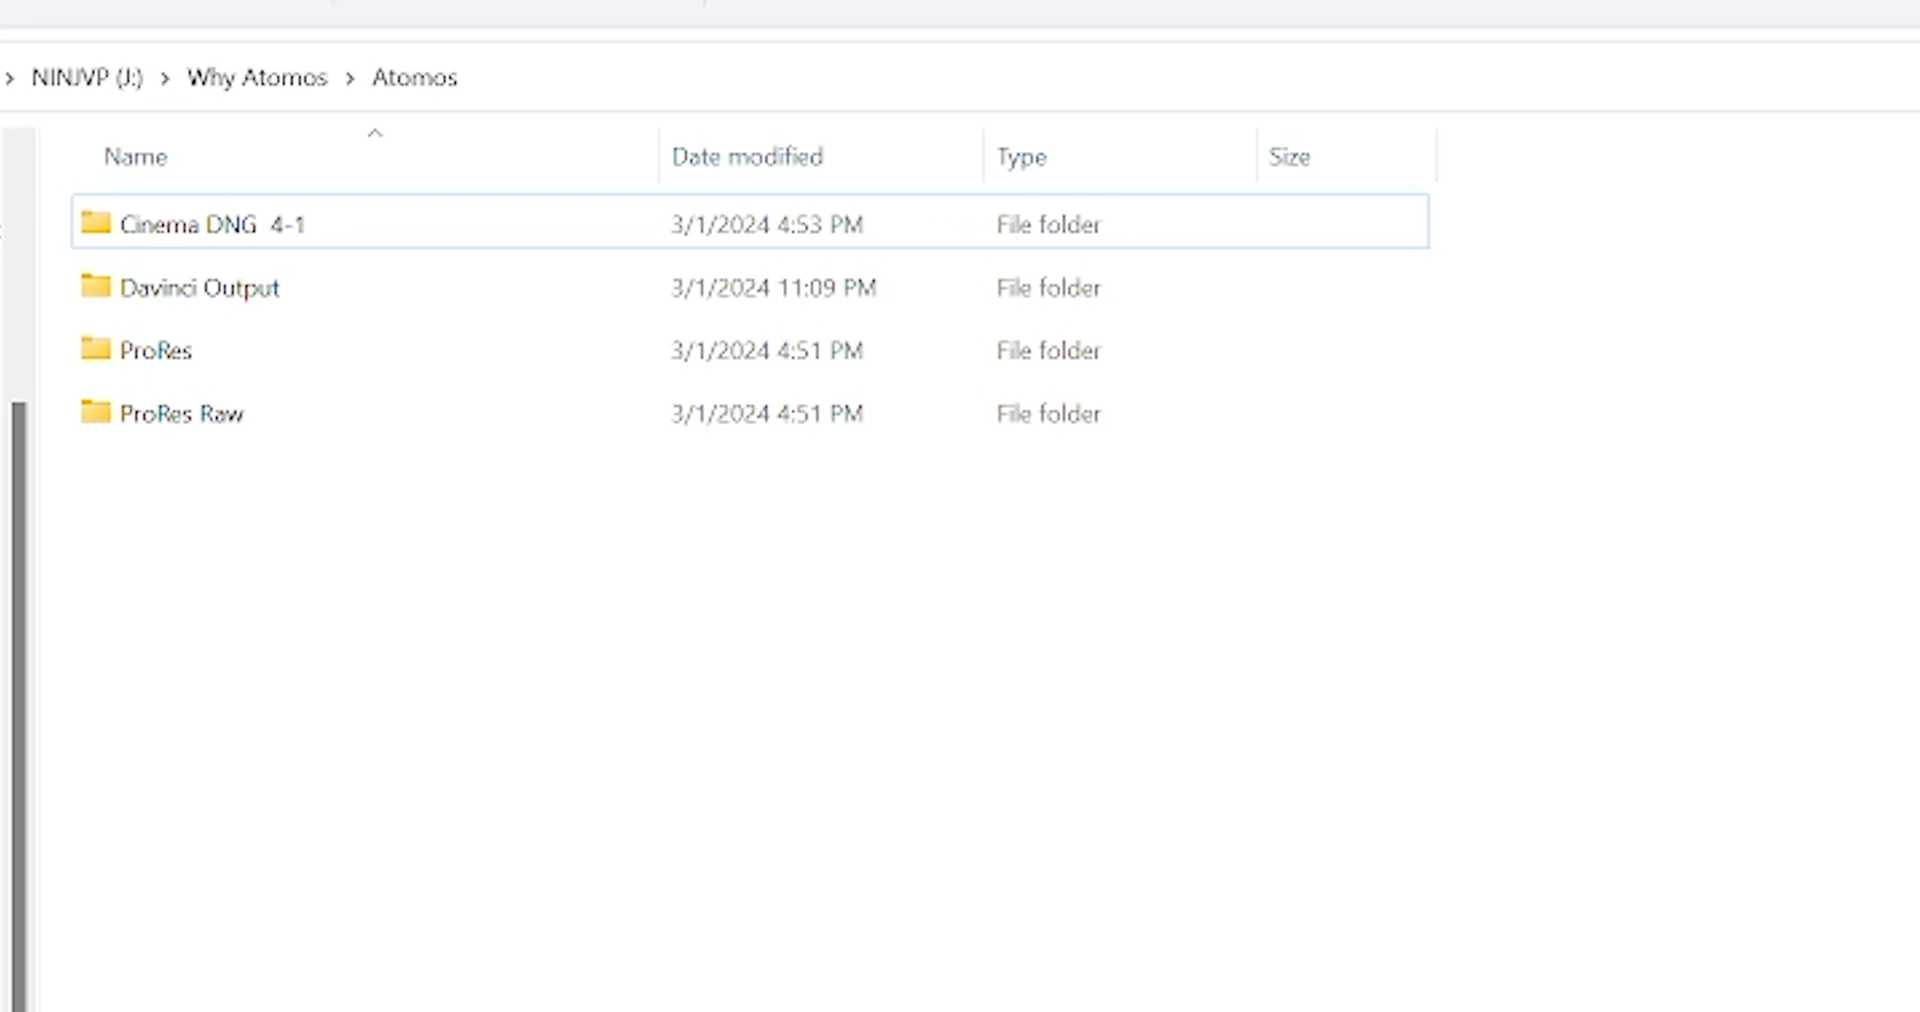 > NINJVP (J:) > Why Atomos > Atomos
Name Date modified Type Size
Cinema DNG  4-1 3/1/2024 4:53 PM File folder
Davinci Output 3/1/2024 11:09 PM File folder
ProRes 3/1/2024 4:51 PM File folder
ProRes Raw 3/1/2024 4:51 PM File folder